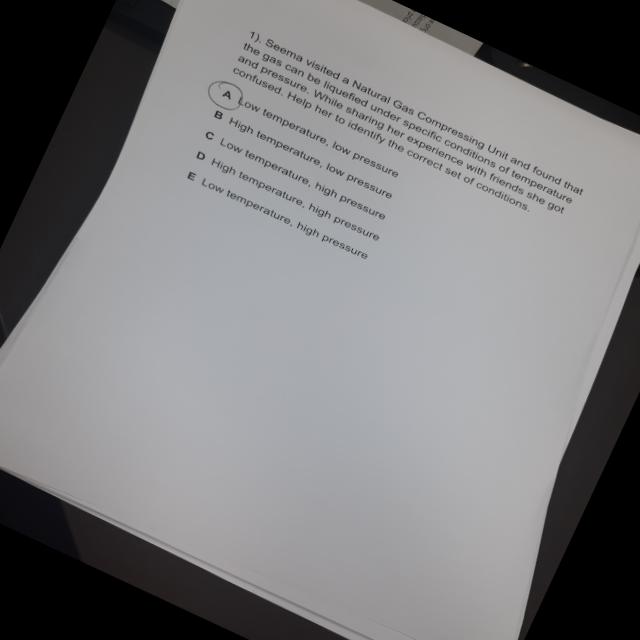 1). Seema visited a Natural Gas Compressing Unit and found that
the gas can be liquefied under specific conditions of temperate
and pressure. While sharing her experience with friends she got
confused. Help her to identify the correct set of conditions.
A Low temperature, low pressure
B High temperature, low pressure
C Low temperature, high pressure
D High temperature, high pressure
E Low temperature, high pressure